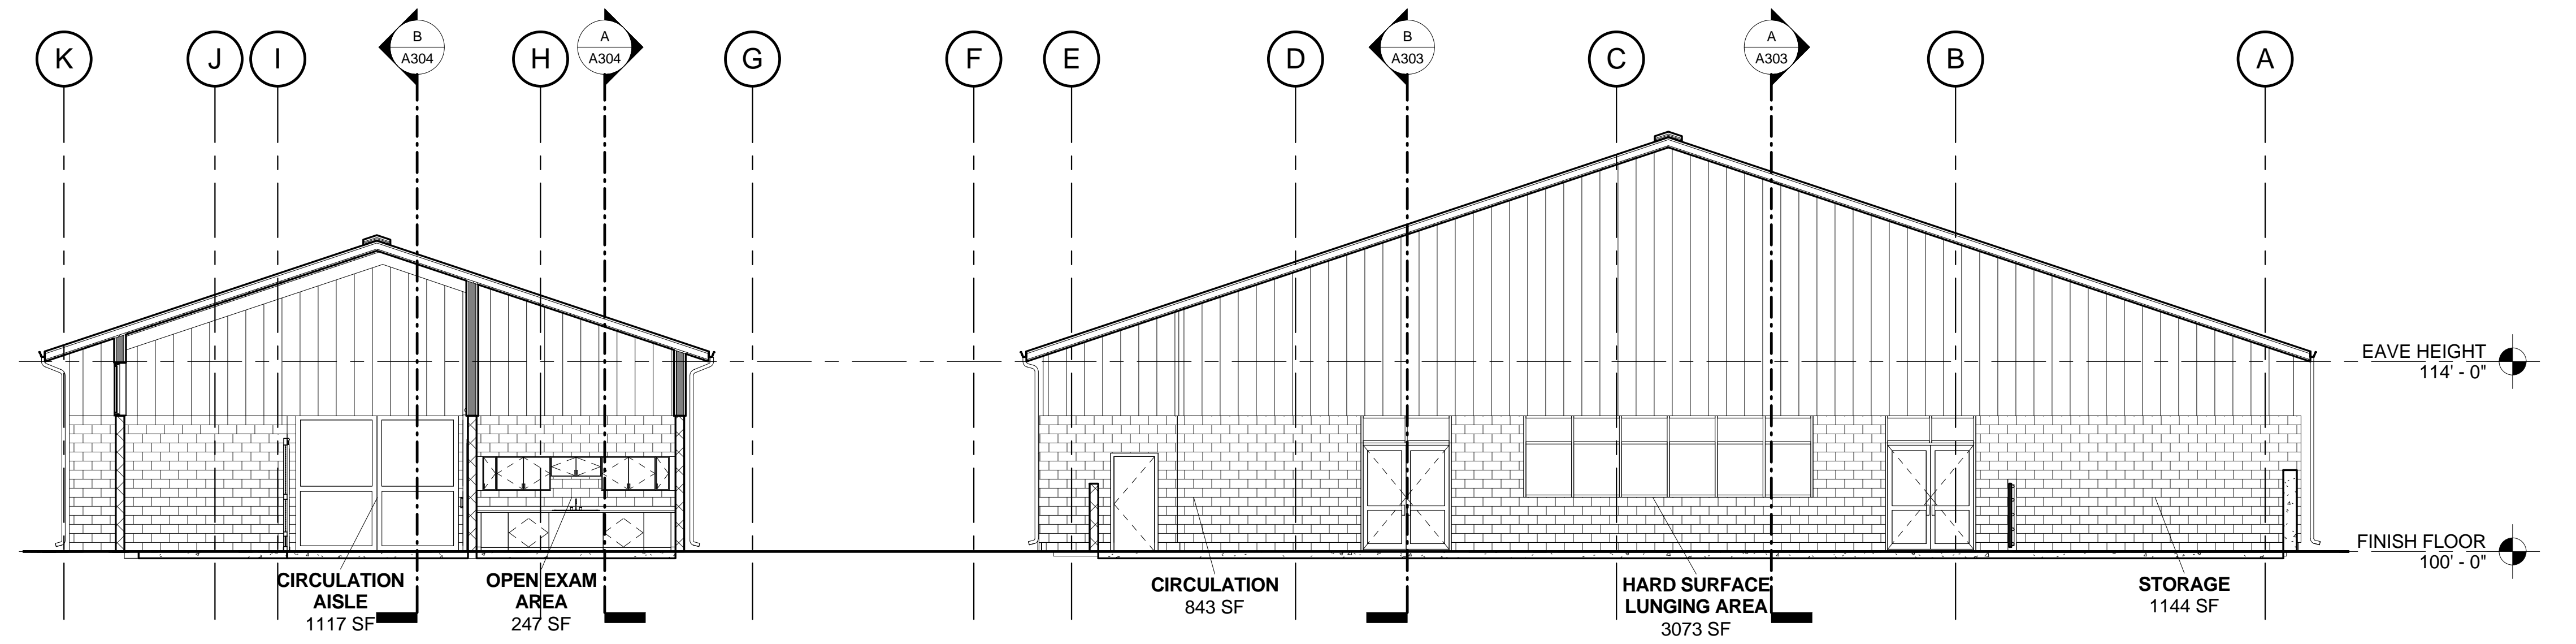 K
J
I
B
A304
H
A
A304
G
F
E
D
B
A303
C
A
A303
B
A
EAVE HEIGHT
114' - 0"
FINISH FLOOR
100' - 0"
CIRCULATION
AISLE
1117 SF
OPEN EXAM
AREA
247 SF
CIRCULATION
843 SF
HARD SURFACE
LUNGING AREA
3073 SF
STORAGE
1144 SF